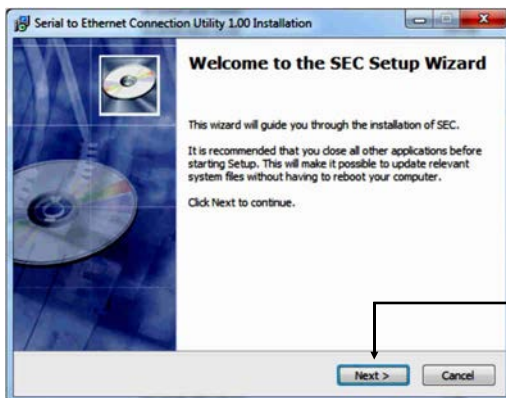 Serial to Ethernet Connection Utility 1.00 Installation
Welcome to the SEC Setup Wizard
This wizard will guide you through the installation of SEC.
It is recommended that you close all other applications before
starting Setup. This will make it possible to update relevant
system files without having to reboot your computer.
Click Next to continue.
Next >
Cancel